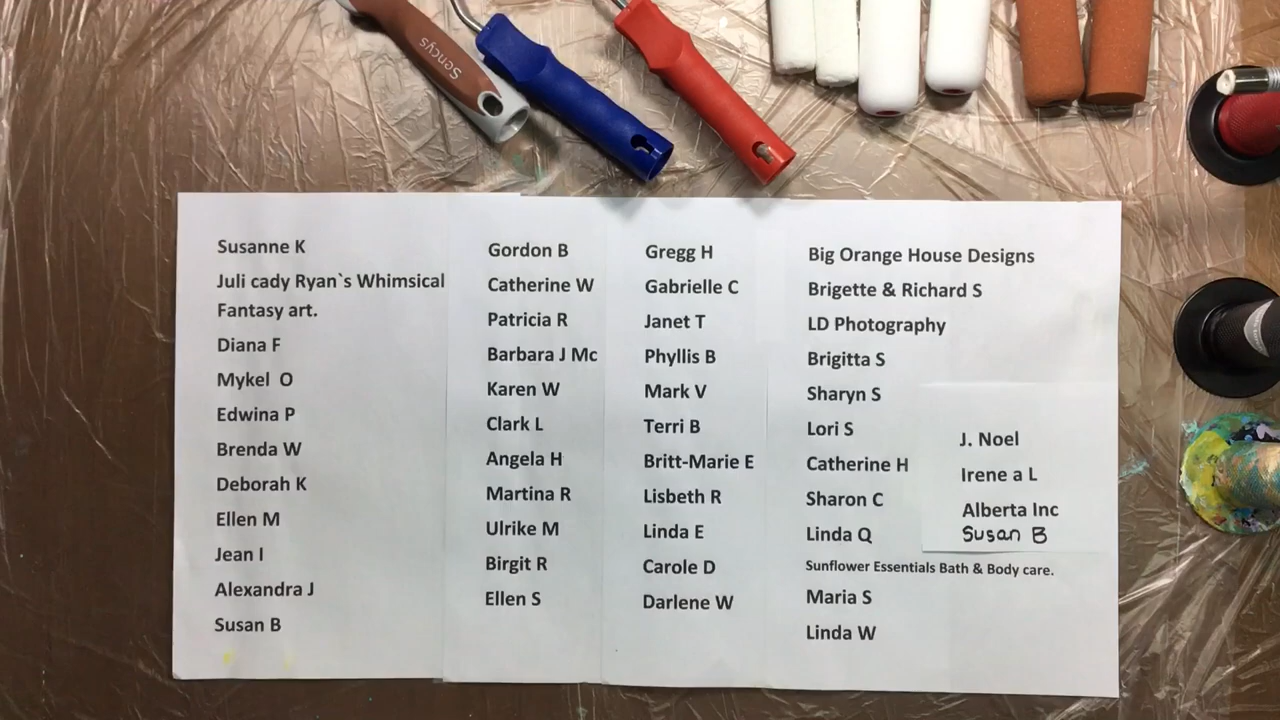 Sencys
Susanne K
Juli cady Ryan`s Whimsical
Fantasy art.
Diana F
Mykel O
Edwina P
Brenda W
Deborah K
Ellen M
Jean I
Alexandra J
Susan B
Gordon B
Catherine W
Patricia R
Barbara J Mc
Karen W
Clark L
Angela H
Martina R
Ulrike M
Birgit R
Ellen S
Gregg H
Gabrielle C
Janet T
Phyllis B
Mark V
Terri B
Britt-Marie E
Lisbeth R
Linda E
Carole D
Darlene W
Big Orange House Designs
Brigette & Richard S
LD Photography
Brigitta S
Sharyn S
Lori S
Catherine H
Sharon C
Linda Q
Sunflower Essentials Bath & Body care.
Maria S
Linda W
J. Noel
Irene a L
Alberta Inc
Susan B